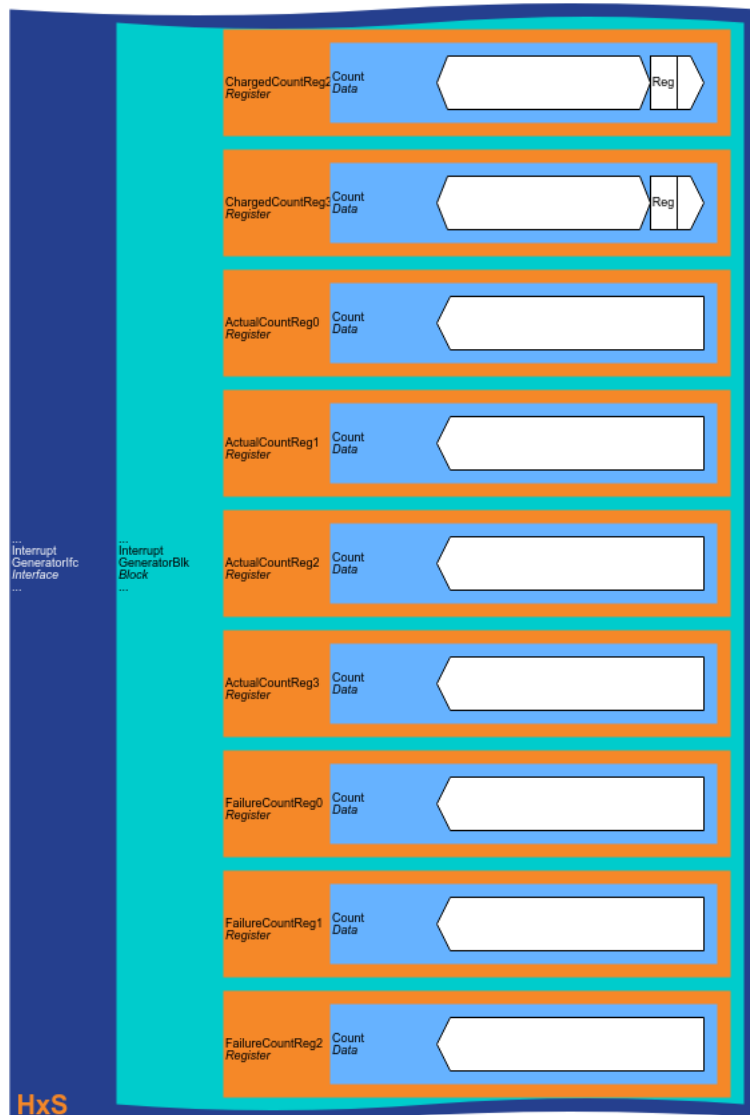 ChargedCountReg2
Register
Count
Data
Reg
ChargedCountReg3
Register
Count
Data
Reg
ActualCountReg0
Register
Count
Data
ActualCountReg1
Register
Count
Data
...
Interrupt
GeneratorIfc
Interface
...
...
Interrupt
GeneratorBlk
Block
...
ActualCountReg2
Register
Count
Data
ActualCountReg3
Register
Count
Data
FailureCountReg0
Register
Count
Data
FailureCountReg1
Register
Count
Data
FailureCountReg2
Register
Count
Data
HxS